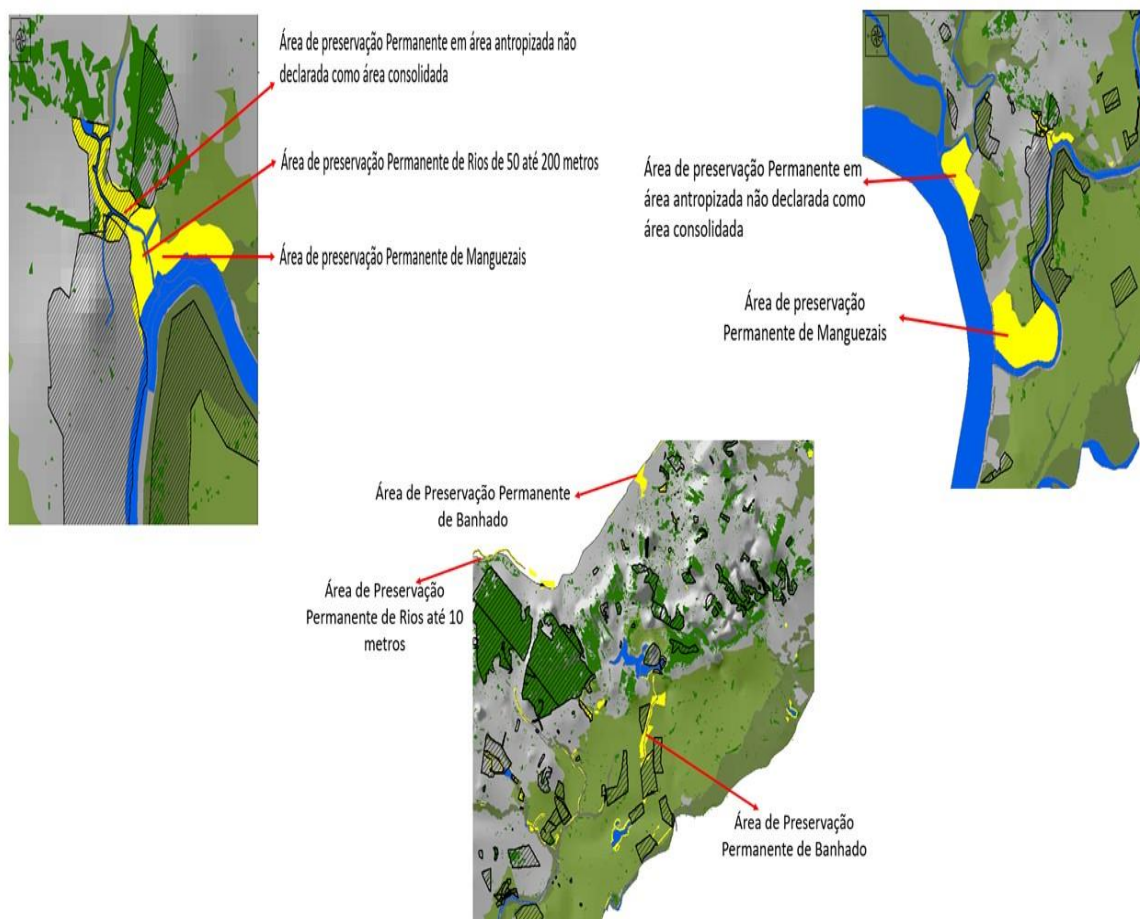 Área de preservação Permanente em área antropizada não
declarada como área consolidada
Área de preservação Permanente de Rios de 50 até 200 metros
Área de preservação Permanente de Manguezais
Área de preservação Permanente em
área antropizada não declarada como
área consolidada
Área de preservação
Permanente de Manguezais
Área de Preservação Permanente
de Banhado
Área de Preservação
Permanente de Rios até 10
metros
Área de Preservação
Permanente de Banhado